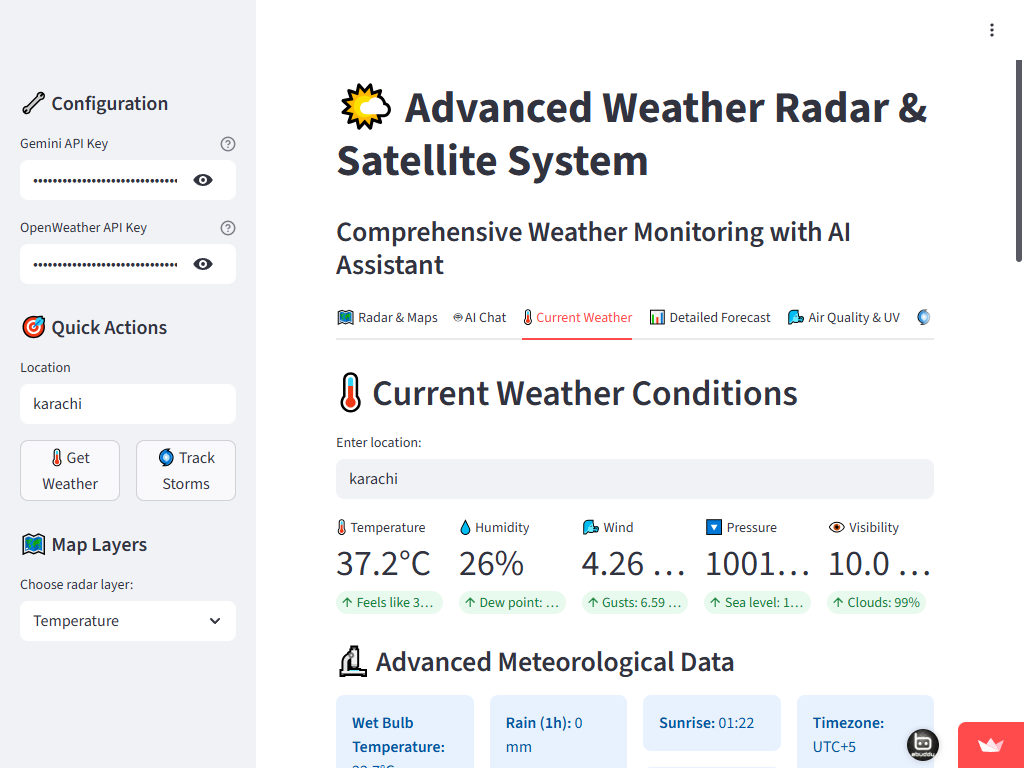 Configuration
Gemini API Key
OpenWeather API Key
Quick Actions
Location
karachi
Get
Weather
Track
Storms
Map Layers
Choose radar layer:
Temperature
Advanced Weather Radar &
Satellite System
Comprehensive Weather Monitoring with AI
Assistant
Radar & Maps
AI Chat
Current Weather
Detailed Forecast
Air Quality & UV
Current Weather Conditions
Enter location:
karachi
Temperature
Humidity
Wind
Pressure
Visibility
37.2°C
26%
4.26 …
1001…
10.0 …
↑ Feels like 3…
↑ Dew point: …
↑ Gusts: 6.59 …
↑ Sea level: 1…
↑ Clouds: 99%
Advanced Meteorological Data
Wet Bulb
Temperature:
Rain (1h): 0
mm
Sunrise: 01:22
Timezone:
UTC+5